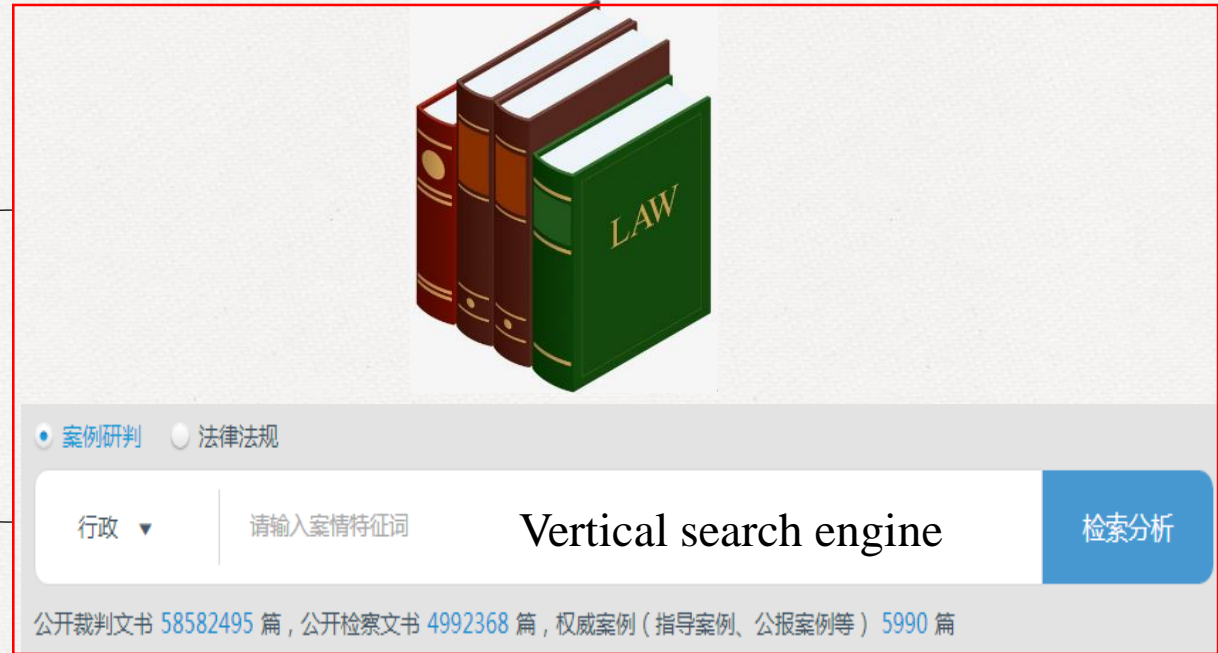 LAW
案例研判 法律法规
行政 ▼ 请输入案情特征词 Vertical search engine 检索分析
公开裁判文书 58582495 篇，公开检察文书 4992368 篇，权威案例（指导案例、公报案例等） 5990 篇